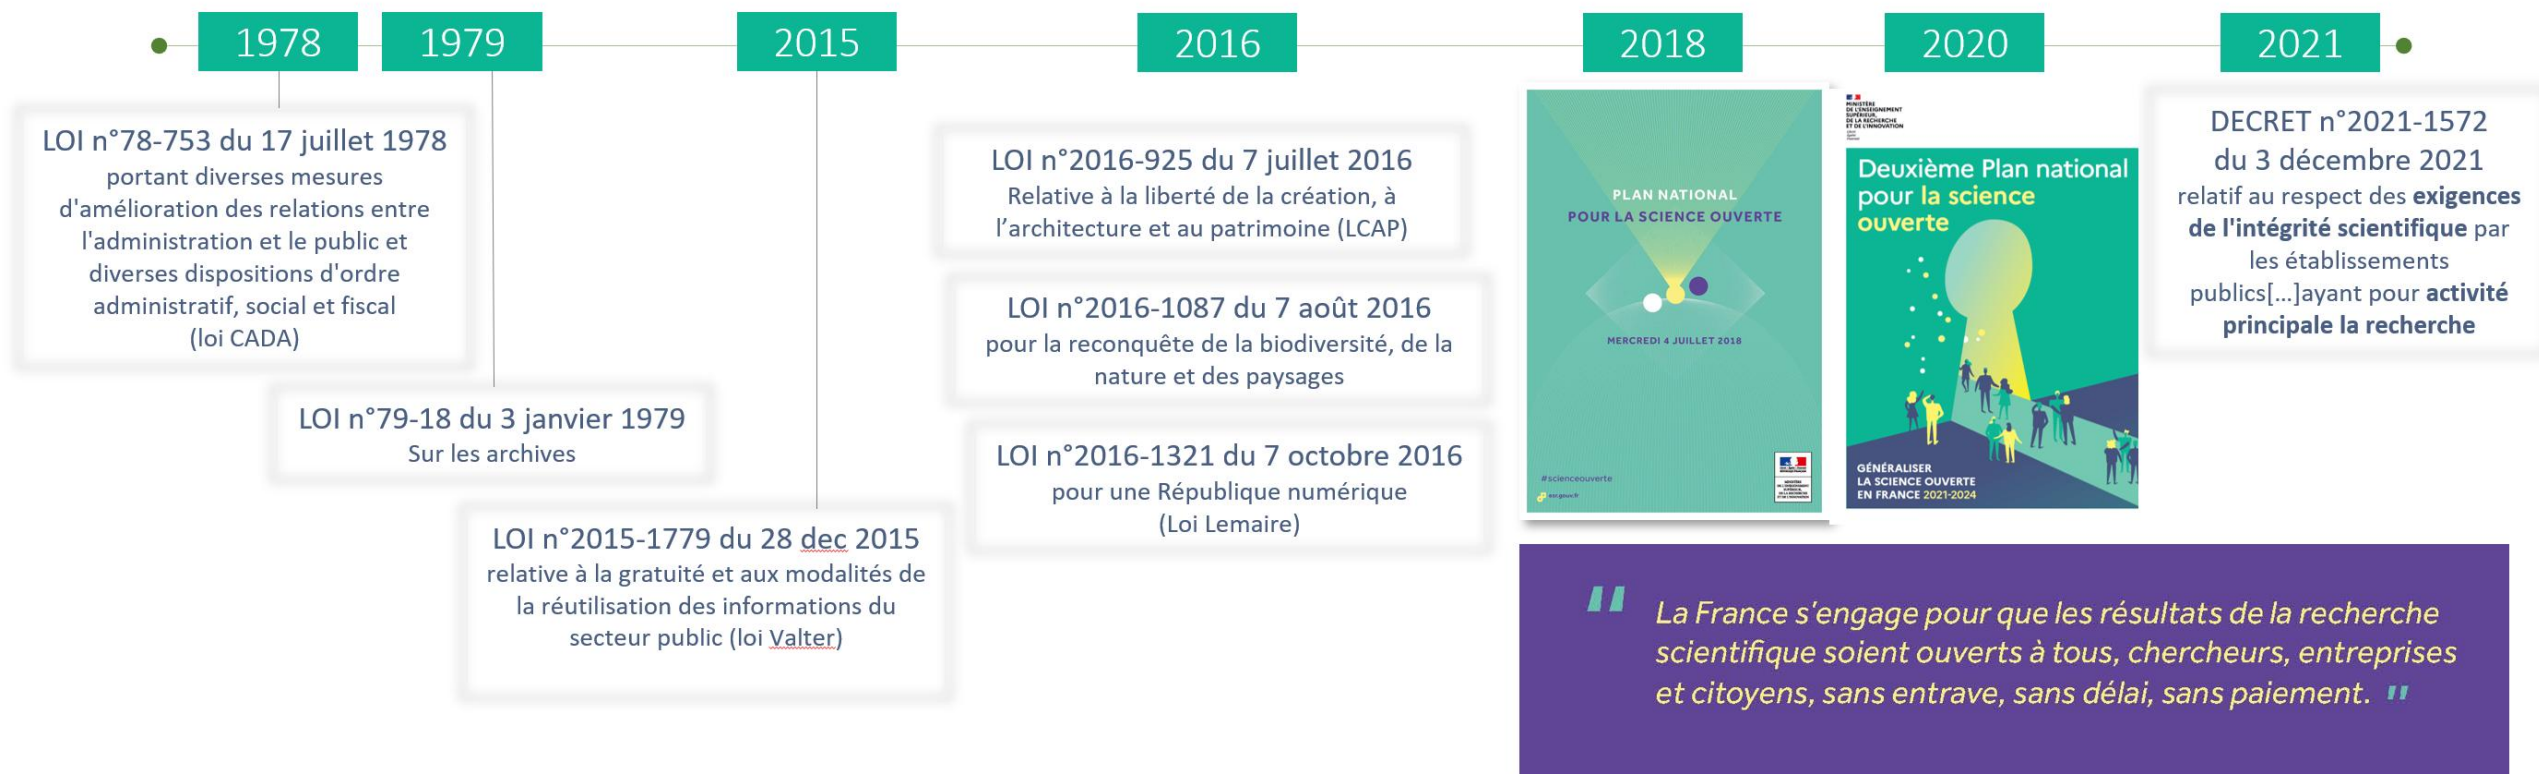 1978
1979
2015
2016
2018
2020
2021
LOI n°78-753 du 17 juillet 1978
portant diverses mesures
d'amélioration des relations entre
l'administration et le public et
diverses dispositions d'ordre
administratif, social et fiscal
(loi CADA)
LOI n°79-18 du 3 janvier 1979
Sur les archives
LOI n°2015-1779 du 28 dec 2015
relative à la gratuité et aux modalités de
la réutilisation des informations du
secteur public (loi Valter)
LOI n°2016-925 du 7 juillet 2016
Relative à la liberté de la création, à
l’architecture et au patrimoine (LCAP)
LOI n°2016-1087 du 7 août 2016
pour la reconquête de la biodiversité, de la
nature et des paysages
LOI n°2016-1321 du 7 octobre 2016
pour une République numérique
(Loi Lemaire)
PLAN NATIONAL
POUR LA SCIENCE OUVERTE
MERCREDI 4 JUILLET 2018
#scienceouverte
MINISTÈRE
DE L'ENSEIGNEMENT
SUPÉRIEUR,
DE LA RECHERCHE
ET DE L'INNOVATION
Deuxième Plan national
pour la science
ouverte
GÉNÉRALISER
LA SCIENCE OUVERTE
EN FRANCE 2021-2024
DECRET n°2021-1572
du 3 décembre 2021
relatif au respect des exigences
de l'intégrité scientifique par
les établissements
publics[…]ayant pour activité
principale la recherche
" La France s'engage pour que les résultats de la recherche
scientifique soient ouverts à tous, chercheurs, entreprises
et citoyens, sans entrave, sans délai, sans paiement. "